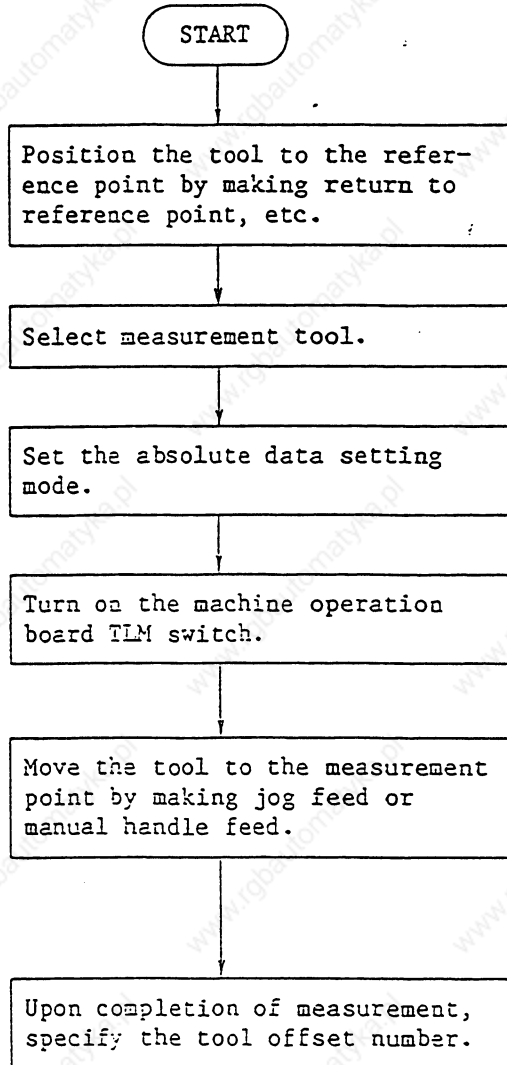 START
Position the tool to the refer-
ence point by making return to
reference point, etc.
Select measurement tool.
Set the absolute data setting
mode.
Turn on the machine operation
board TLM switch.
Move the tool to the measurement
point by making jog feed or
manual handle feed.
Upon completion of measurement,
specify the tool offset number.
www.rgbautomatyka.pl